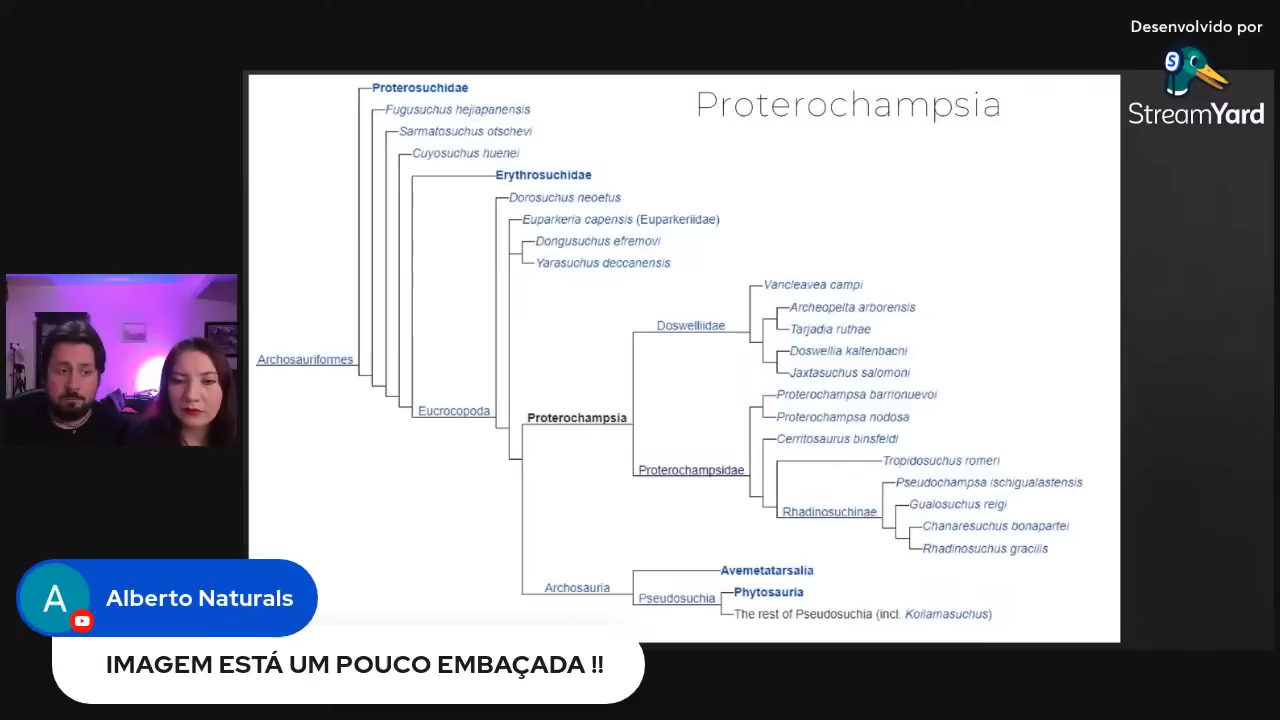 Desenvolvido por
StreamYard
Proterochampsia
Proterosuchidae
Fugusuchus hejiapanensis
Sarmatosuchus otschevi
Cuyosuchus huenei
Erythrosuchidae
Dorosuchus neoetus
Euparkeria capensis (Euparkeriidae)
Dongusuchus efremovi
Yarasuchus deccanensis
Vancleavea campi
Doswelliidae
Archeopelta arborensis
Tarjadia ruthae
Doswellia kaltenbachi
Jaxtasuchus salomoni
Archosauriformes
Eucrocopoda
Proterochampsia
Proterochampsa barrionuevoi
Proterochampsa nodosa
Cerritosaurus binsfeldi
Proterochampsidae
Tropidosuchus romeri
Pseudochampsa ischigualastensis
Rhadinosuchinae
Gualosuchus reigi
Chanaresuchus bonapartei
Rhadinosuchus gracilis
Archosauria
Avemetatarsalia
Pseudosuchia
Phytosauria
The rest of Pseudosuchia (incl. Koilamasuchus)
A
Alberto Naturals
IMAGEM ESTÁ UM POUCO EMBAÇADA !!